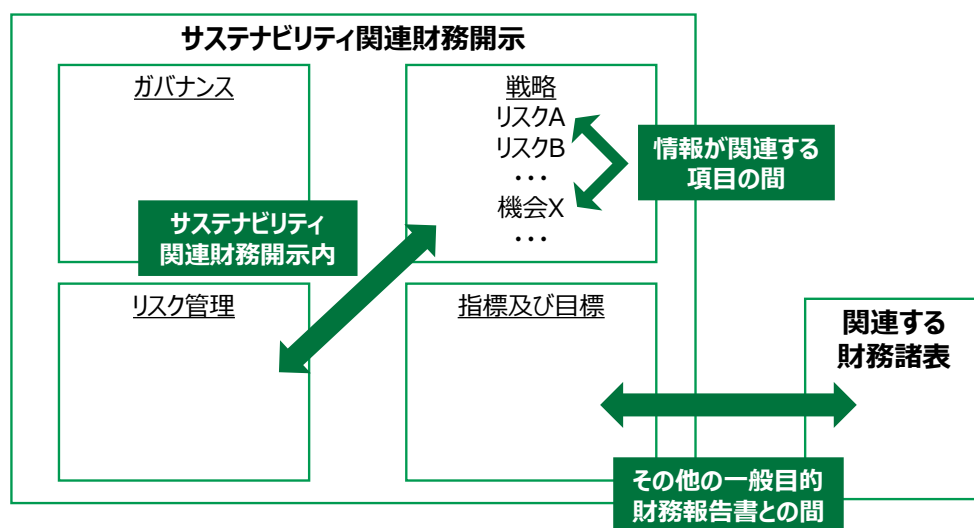 サステナビリティ関連財務開示
ガバナンス
戦略
リスクA
リスクB
・・・
機会X
・・・
情報が関連する
項目の間
サステナビリティ
関連財務開示内
リスク管理
指標及び目標
関連する
財務諸表
その他の一般目的
財務報告書との間